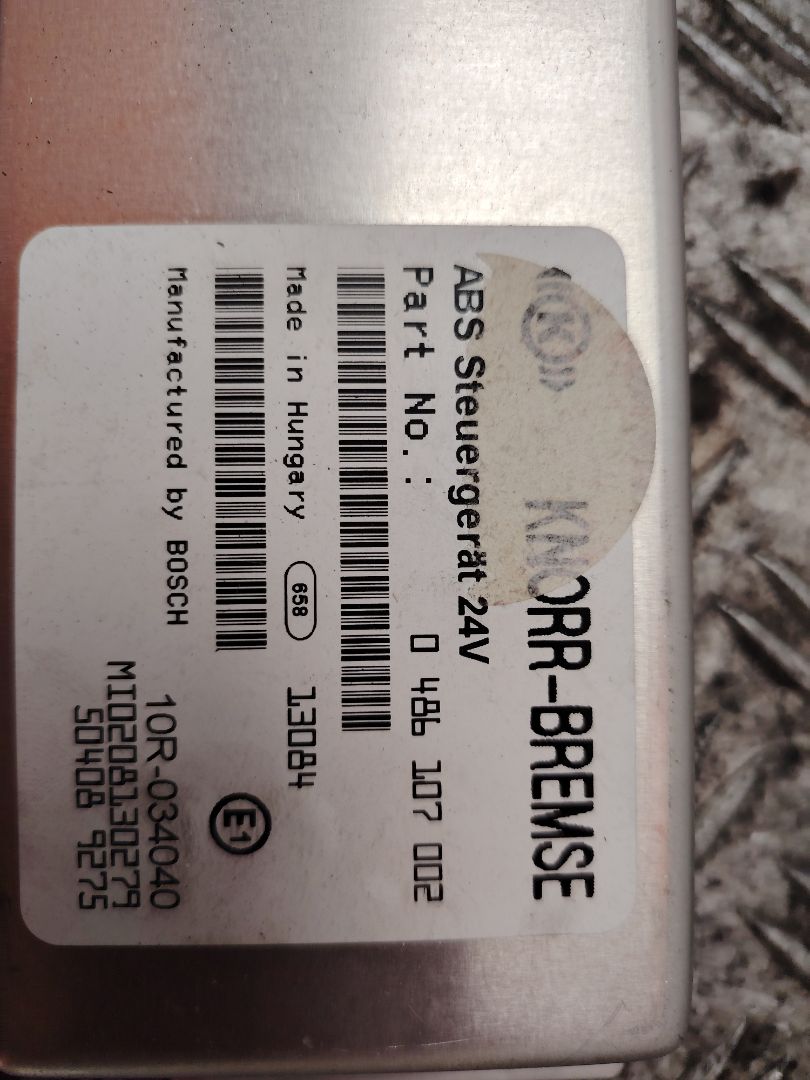 ((K)) KNORR-BREMSE
ABS Steuergerät 24V
Part No.: 0 486 107 002
Made in Hungary 658 13084
E1
Manufactured by BOSCH
10R-034040
MI0208130279
50408 9275